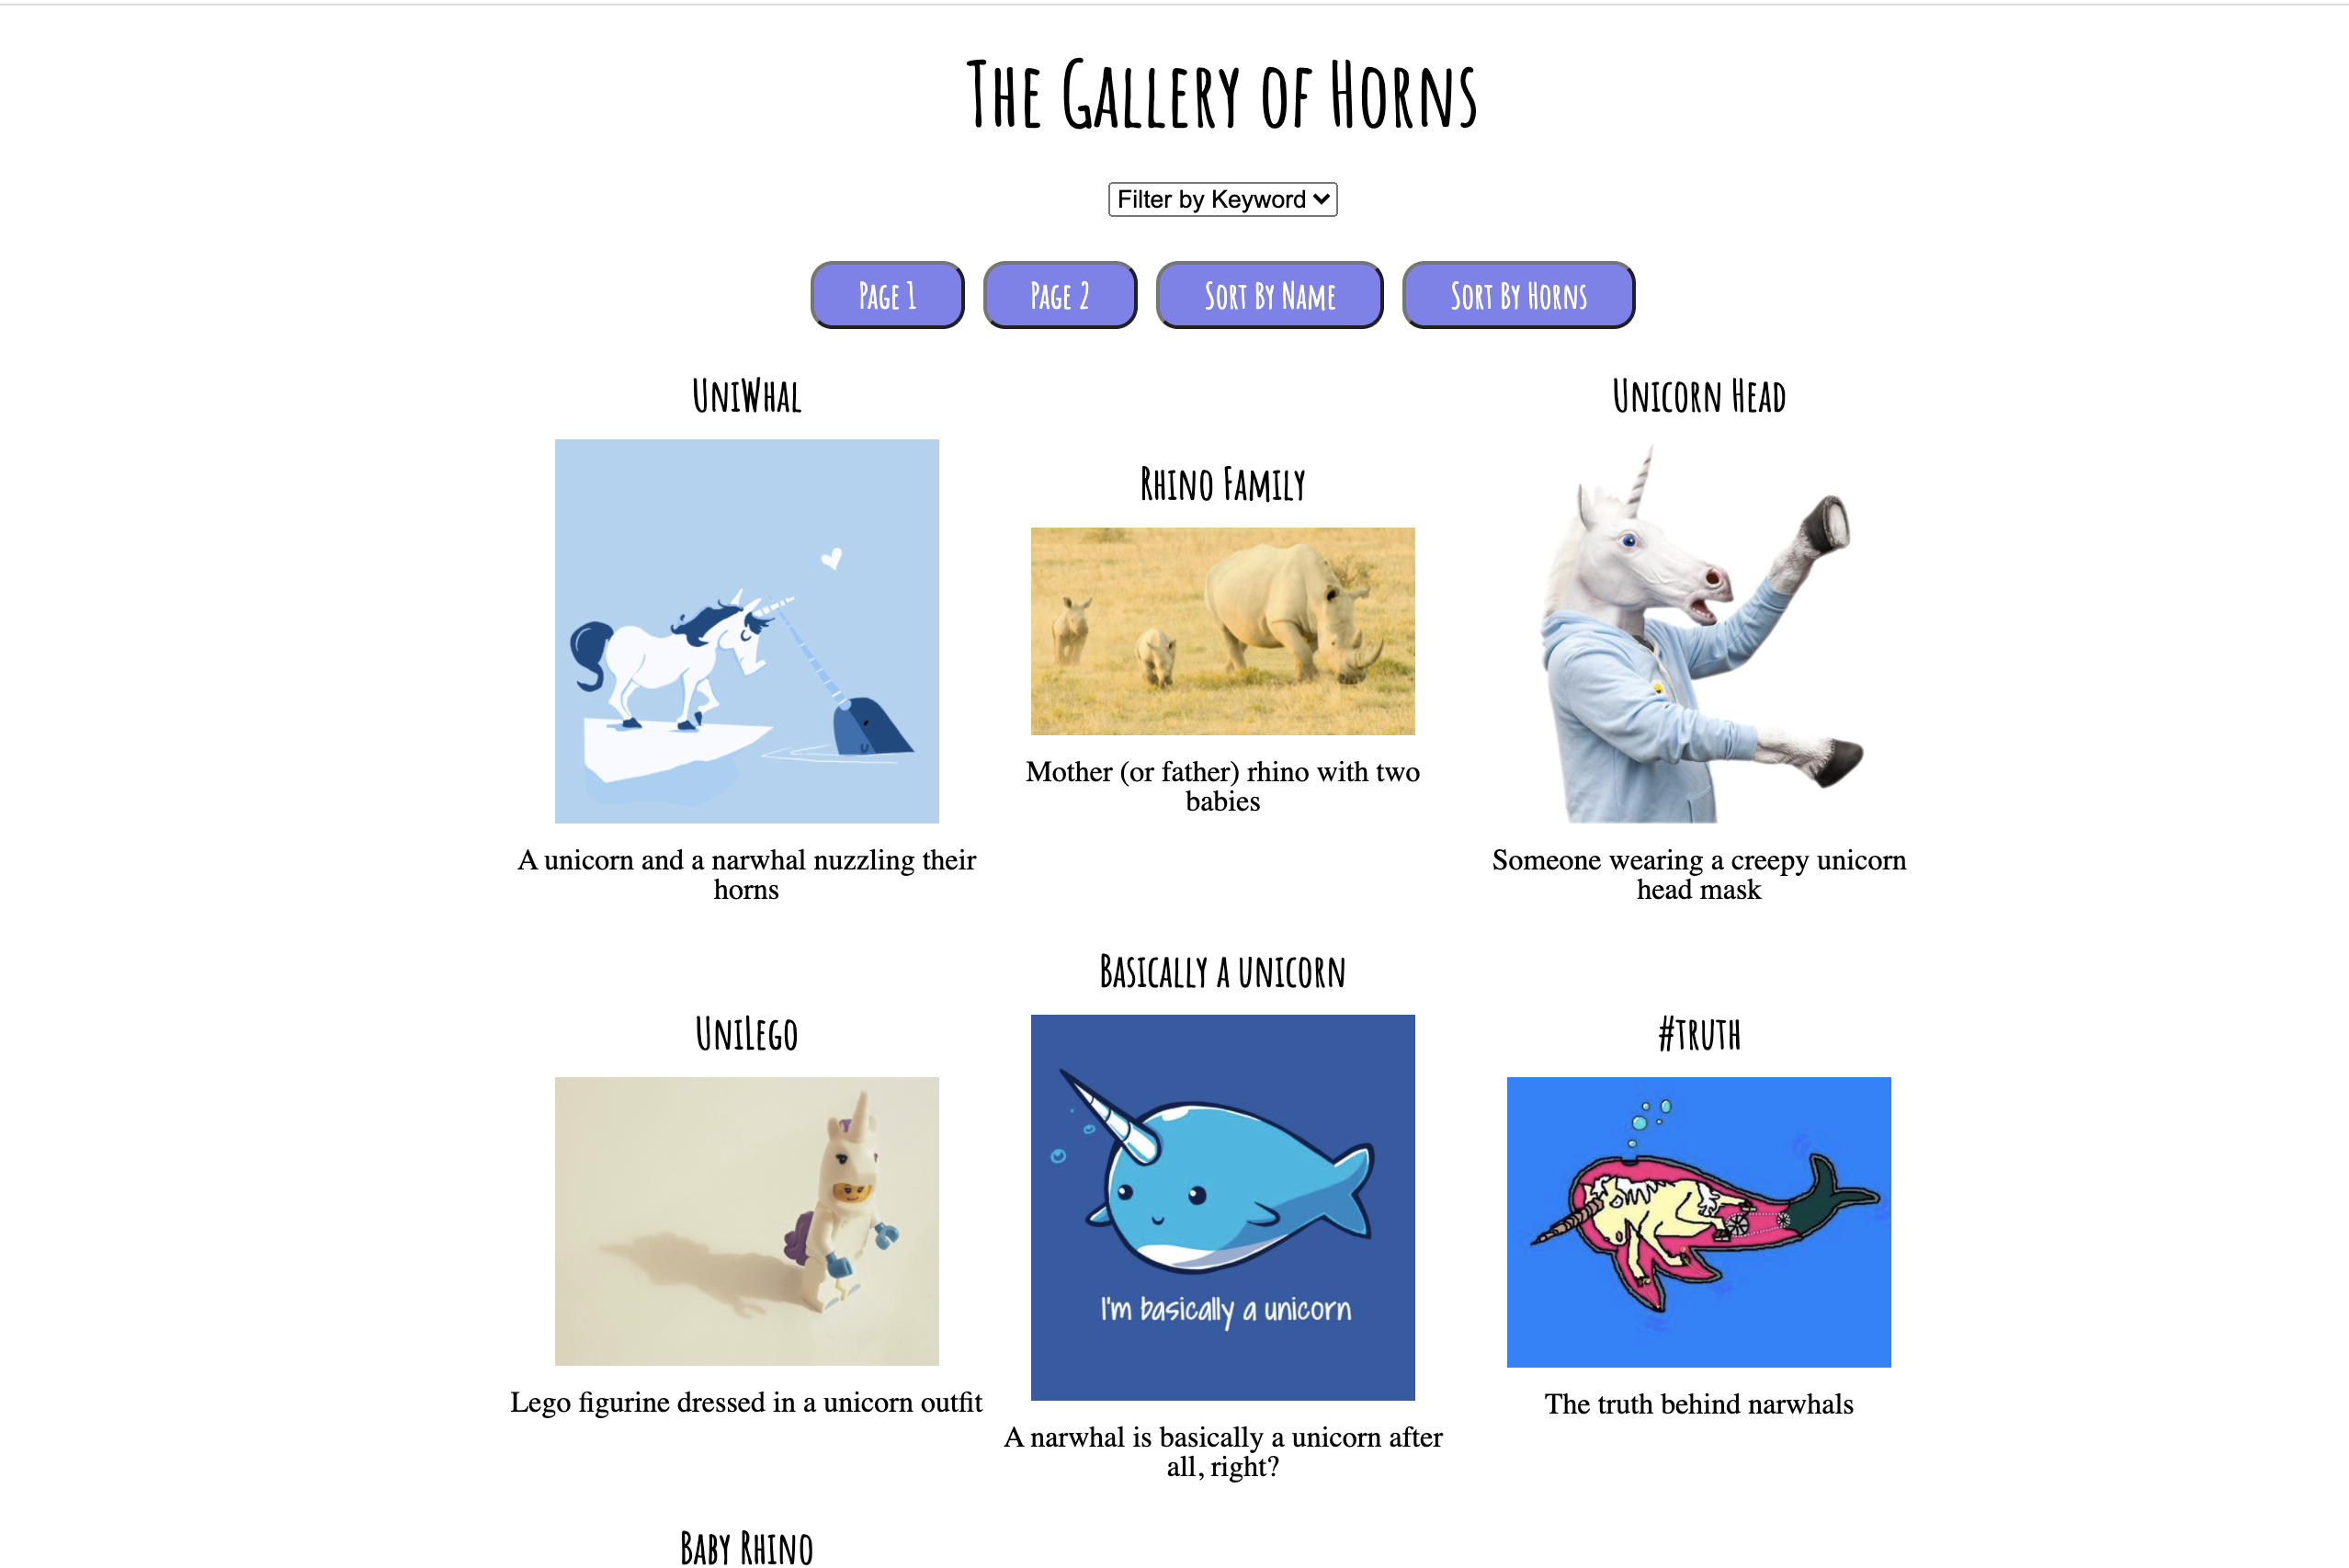 The Gallery of Horns
Filter by Keyword
Page 1
Page 2
Sort By Name
Sort By Horns
UniWhal
A unicorn and a narwhal nuzzling their
horns
Rhino Family
Mother (or father) rhino with two
babies
Unicorn Head
Someone wearing a creepy unicorn
head mask
UniLego
Lego figurine dressed in a unicorn outfit
Basically a unicorn
I'm basically a unicorn
A narwhal is basically a unicorn after
all, right?
#truth
The truth behind narwhals
Baby Rhino